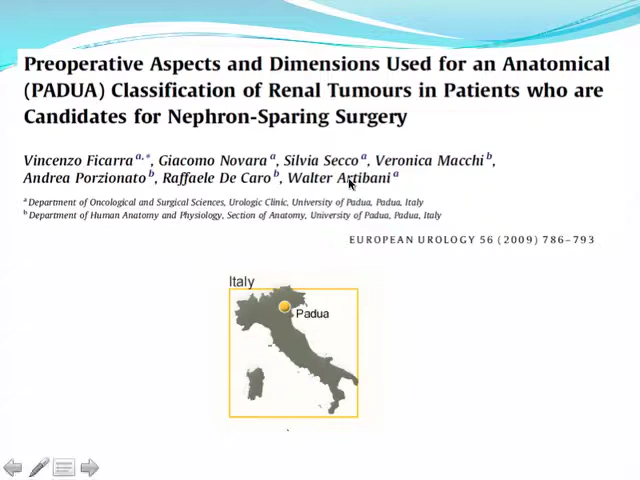 Preoperative Aspects and Dimensions Used for an Anatomical
(PADUA) Classification of Renal Tumours in Patients who are
Candidates for Nephron-Sparing Surgery
Vincenzo Ficarra a,*, Giacomo Novara a, Silvia Secco a, Veronica Macchi b,
Andrea Porzionato b, Raffaele De Caro b, Walter Artibani a
a Department of Oncological and Surgical Sciences, Urologic Clinic, University of Padua, Padua, Italy
b Department of Human Anatomy and Physiology, Section of Anatomy, University of Padua, Padua, Italy
EUROPEAN UROLOGY 56 (2009) 786–793
Italy
Padua